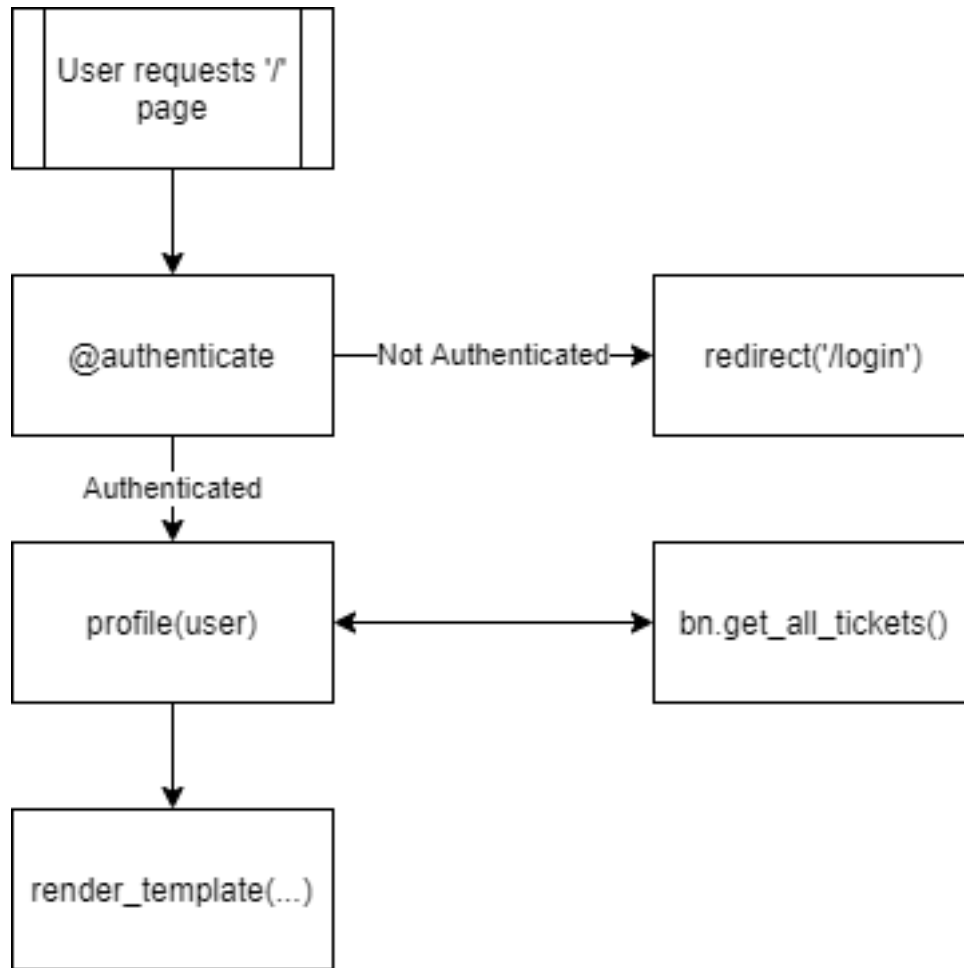 User requests '/'
page
@authenticate
Not Authenticated
redirect('/login')
Authenticated
profile(user)
bn.get_all_tickets()
render_template(...)